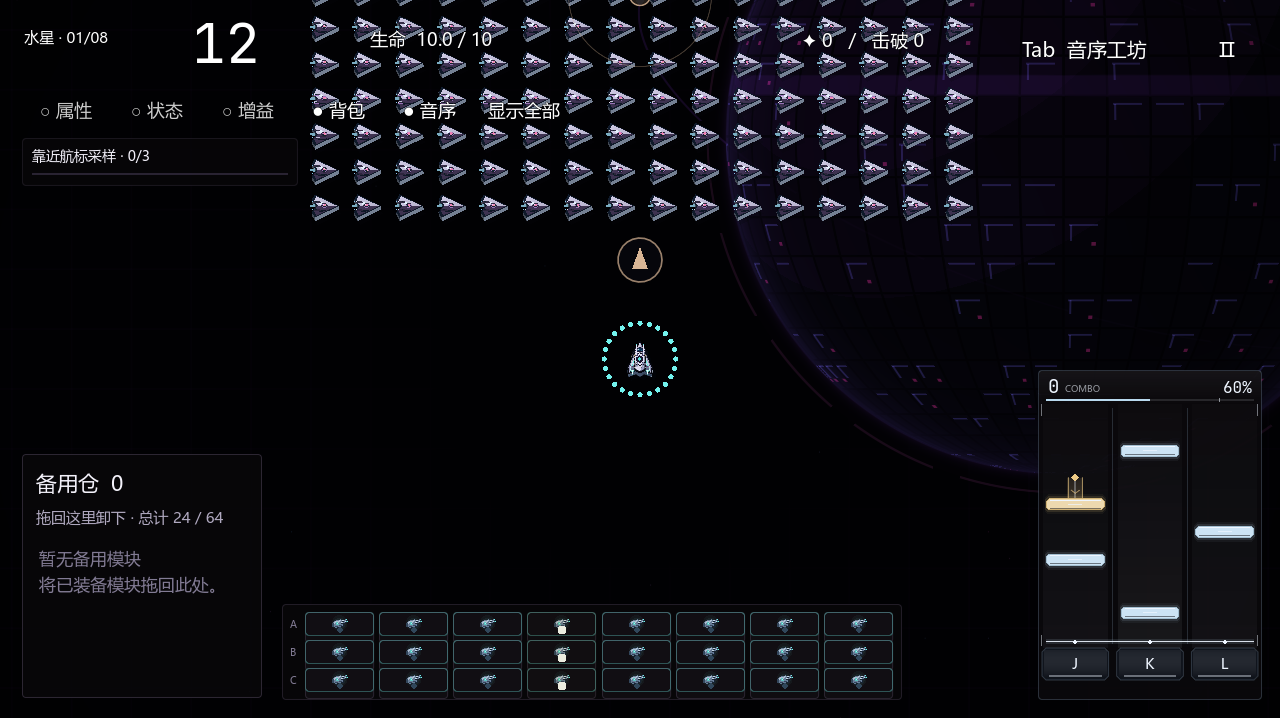 水星 · 01/08
12
生命 10.0 / 10
✦ 0 / 击破 0
Tab 音序工坊
II
○ 属性 ○ 状态 ○ 增益 ● 背包 ● 音序 显示全部
靠近航标采样 · 0/3
0 COMBO 60%
备用仓 0
拖回这里卸下 · 总计 24 / 64
暂无备用模块
将已装备模块拖回此处。
A
B
C
J K L